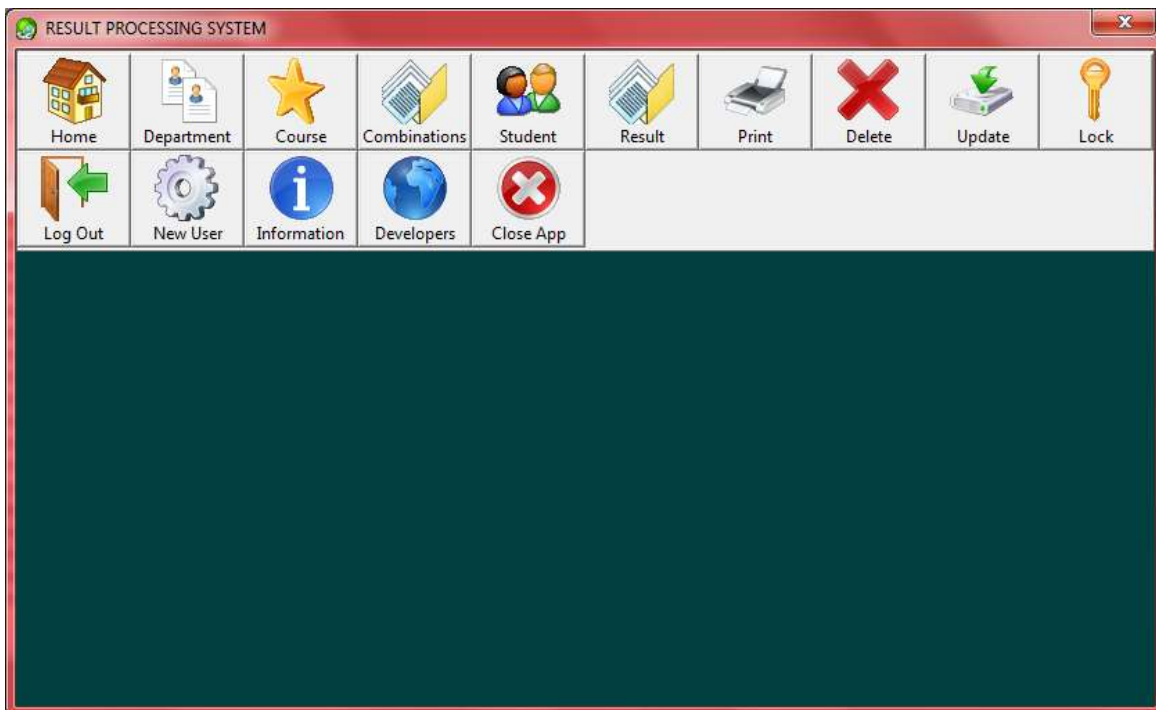 RESULT PROCESSING SYSTEM
Home Department Course Combinations Student Result Print Delete Update Lock
Log Out New User Information Developers Close App